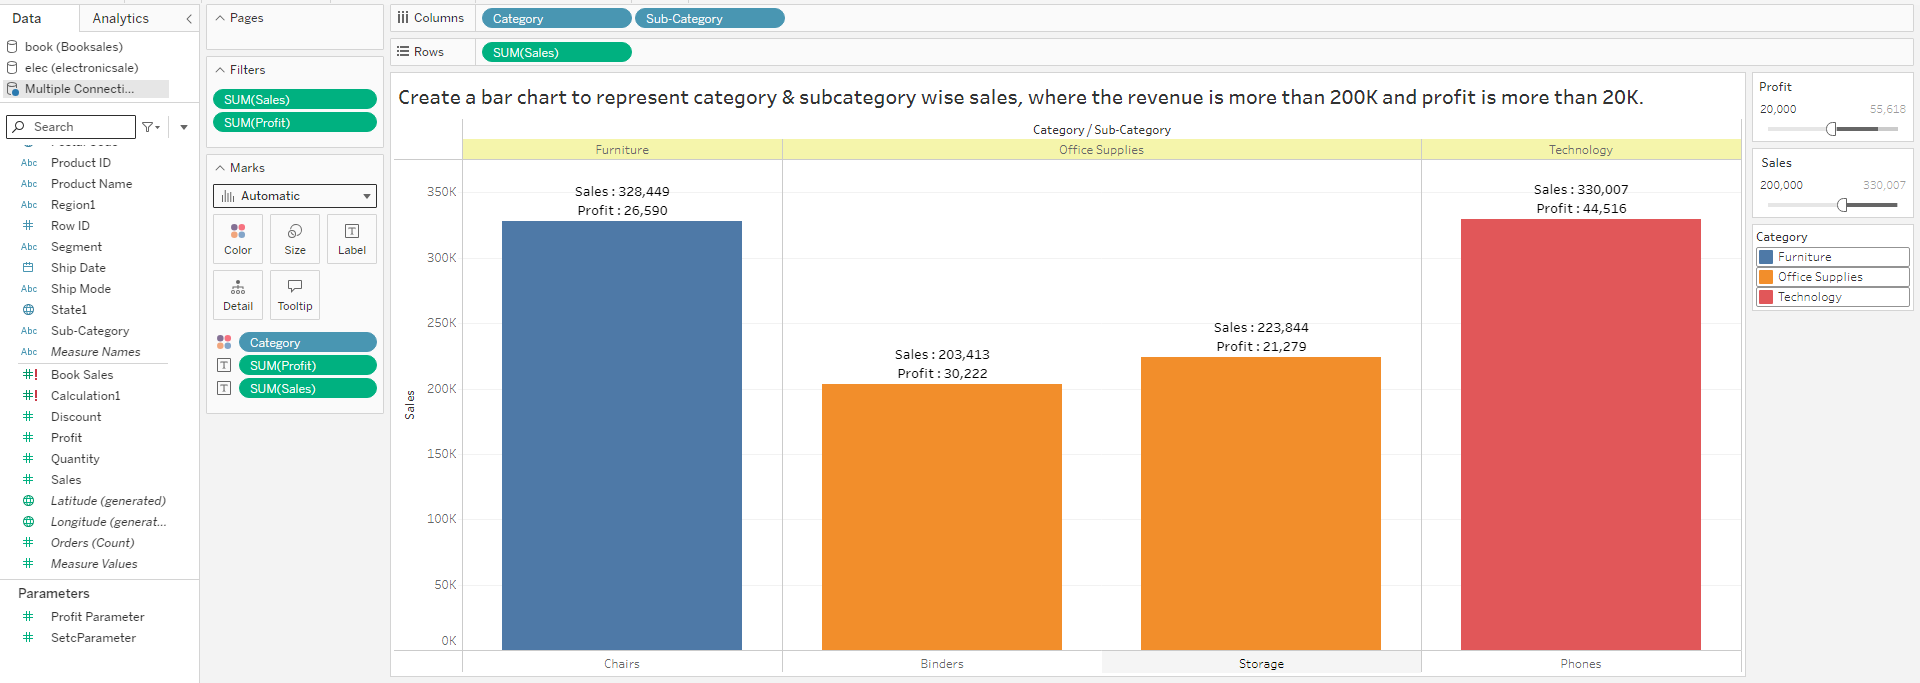 Data
Analytics
book (Booksales)
elec (electronicsale)
Multiple Connecti...
Search
Product ID
Product Name
Region1
Row ID
Segment
Ship Date
Ship Mode
State1
Sub-Category
Measure Names
Book Sales
Calculation1
Discount
Profit
Quantity
Sales
Latitude (generated)
Longitude (generat...
Orders (Count)
Measure Values
Parameters
Profit Parameter
SetcParameter
Abc
Abc
Abc
Abc
Abc
Abc
Abc
Pages
Filters
SUM(Sales)
SUM(Profit)
Marks
Automatic
Color
Size
Label
Detail
Tooltip
Category
SUM(Profit)
SUM(Sales)
Columns
Category
Sub-Category
Rows
SUM(Sales)
Create a bar chart to represent category & subcategory wise sales, where the revenue is more than 200K and profit is more than 20K.
Category / Sub-Category
Furniture
Office Supplies
Technology
350K
300K
250K
200K
150K
100K
50K
0K
Sales
Sales : 328,449
Profit : 26,590
Sales : 203,413
Profit : 30,222
Sales : 223,844
Profit : 21,279
Sales : 330,007
Profit : 44,516
Chairs
Binders
Storage
Phones
Profit
20,000
55,618
Sales
200,000
330,007
Category
Furniture
Office Supplies
Technology